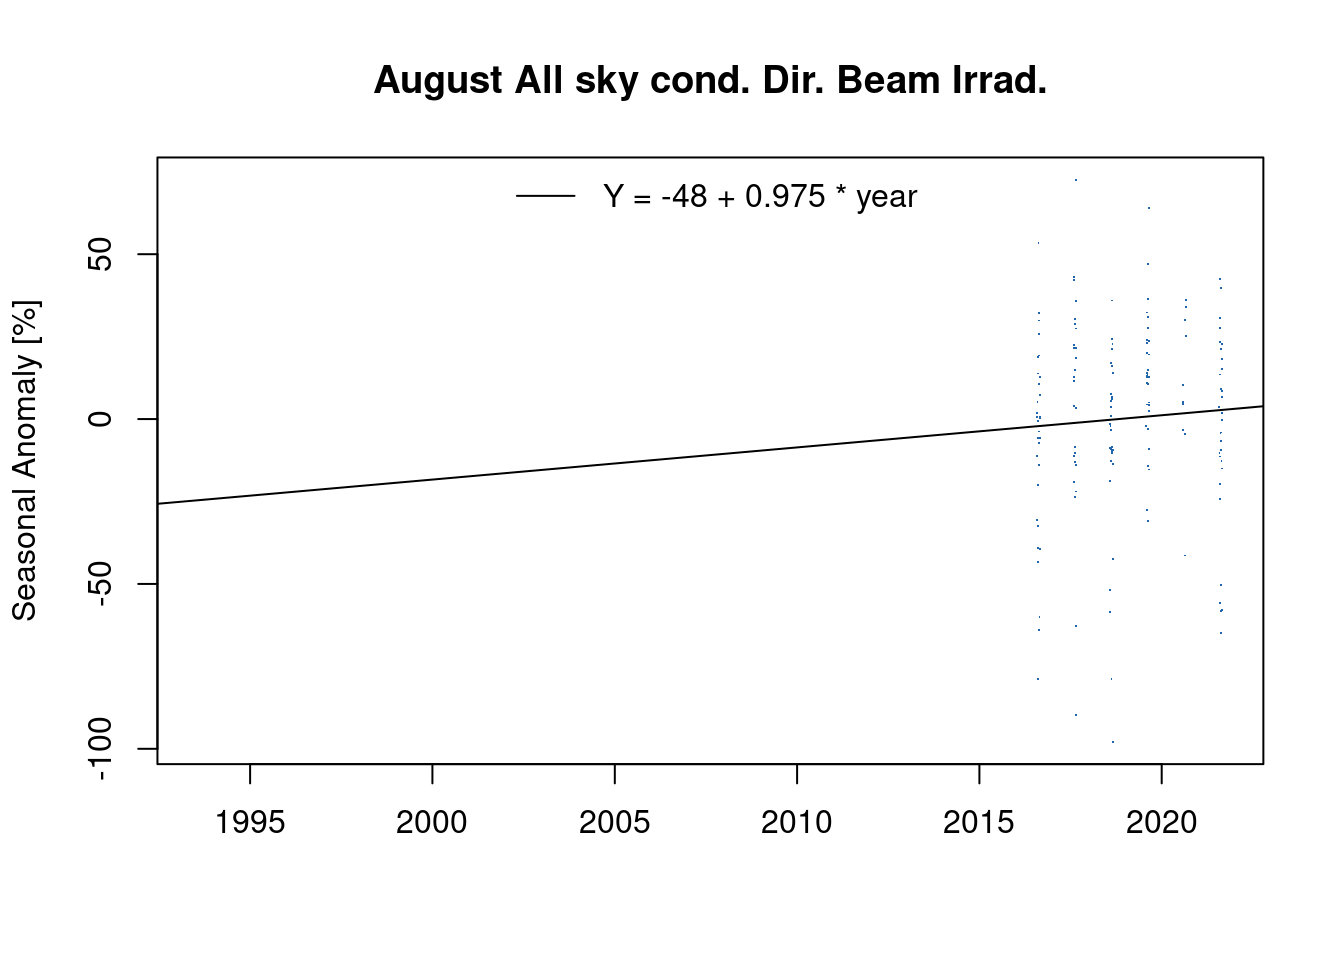 August All sky cond. Dir. Beam Irrad.
Y = -48 + 0.975 * year
Seasonal Anomaly [%]
50
0
-50
-100
1995 2000 2005 2010 2015 2020